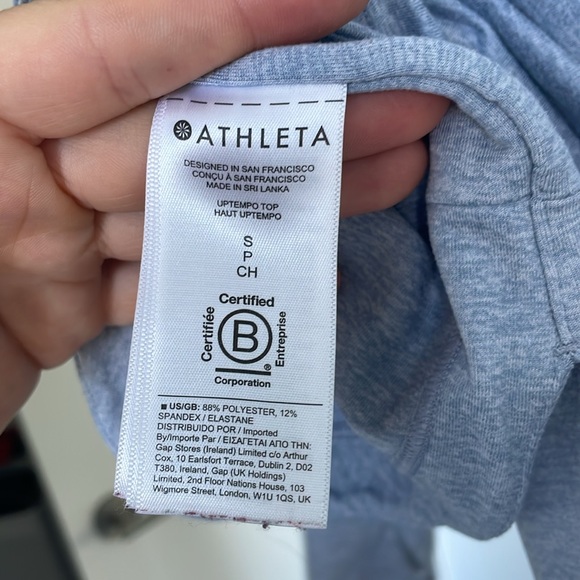 ATHLETA
DESIGNED IN SAN FRANCISCO
CONÇU À SAN FRANCISCO
MADE IN SRI LANKA
UPTEMPO TOP
HAUT UPTEMPO
S
P
CH
Certified
Certifiée
B
Entreprise
®
Corporation
■ US/GB: 88% POLYESTER, 12%
SPANDEX / ELASTANE
DISTRIBUIDO POR / Imported
By/Importe Par / ΕΙΣΑΓΕΤΑΙ ΑΠΟ ΤΗΝ:
Gap Stores (Ireland) Limited c/o Arthur
Cox, 10 Earlsfort Terrace, Dublin 2, D02
T380, Ireland, Gap (UK Holdings)
Limited, 2nd Floor Nations House, 103
Wigmore Street, London, W1U 1QS, UK